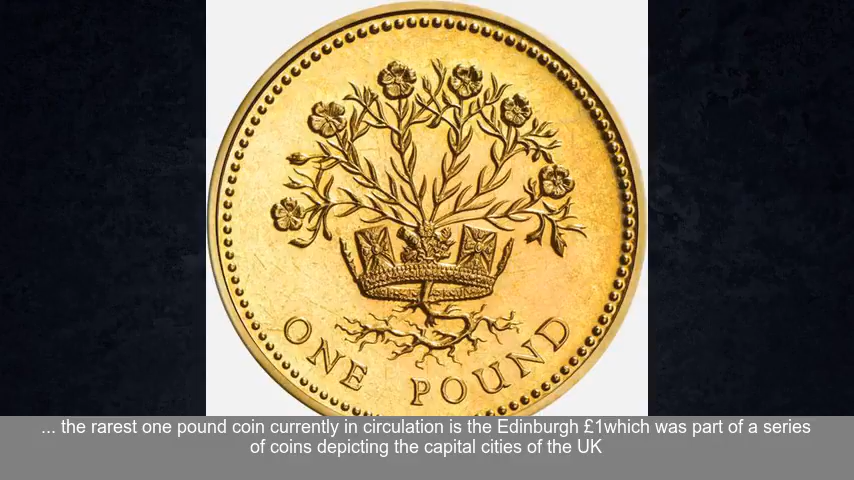 ONE POUND
... the rarest one pound coin currently in circulation is the Edinburgh £1which was part of a series
of coins depicting the capital cities of the UK